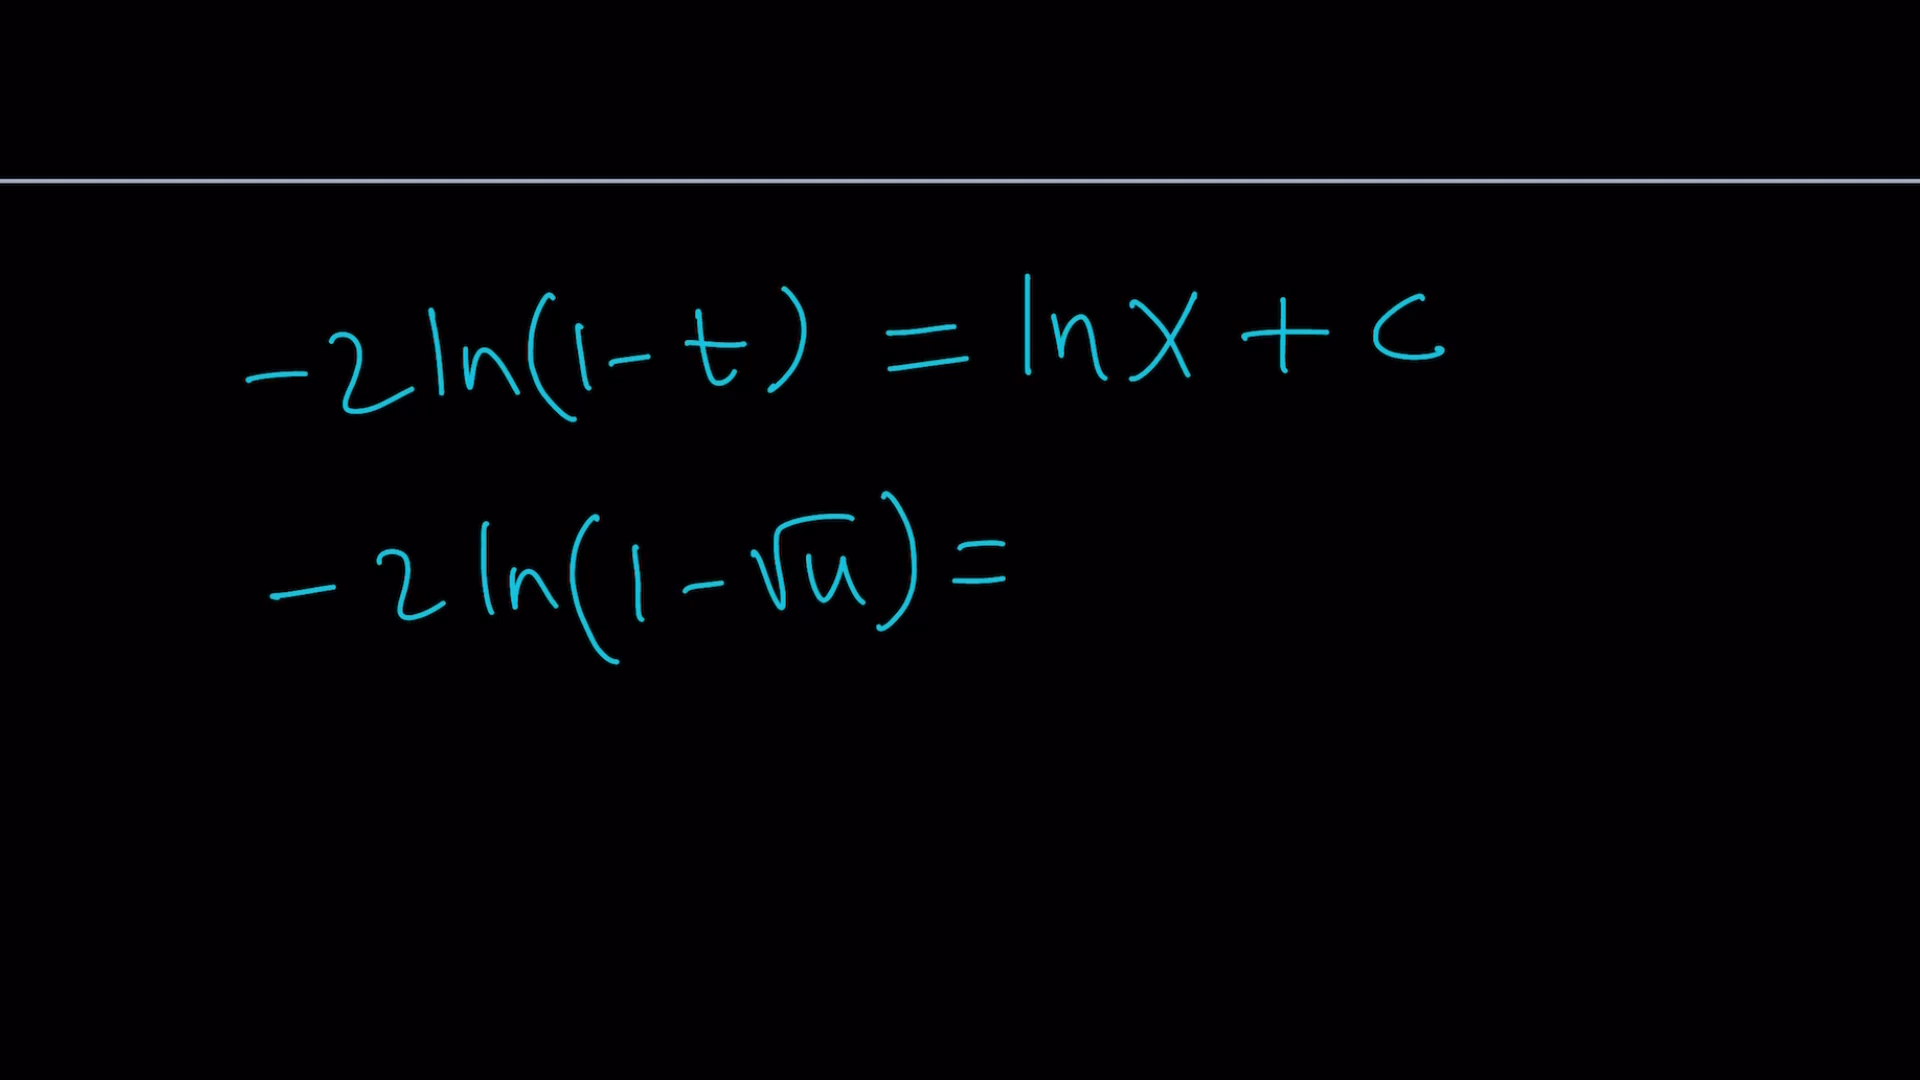 -2ln(1-t) = lnx + c
-2ln(1-√u) =